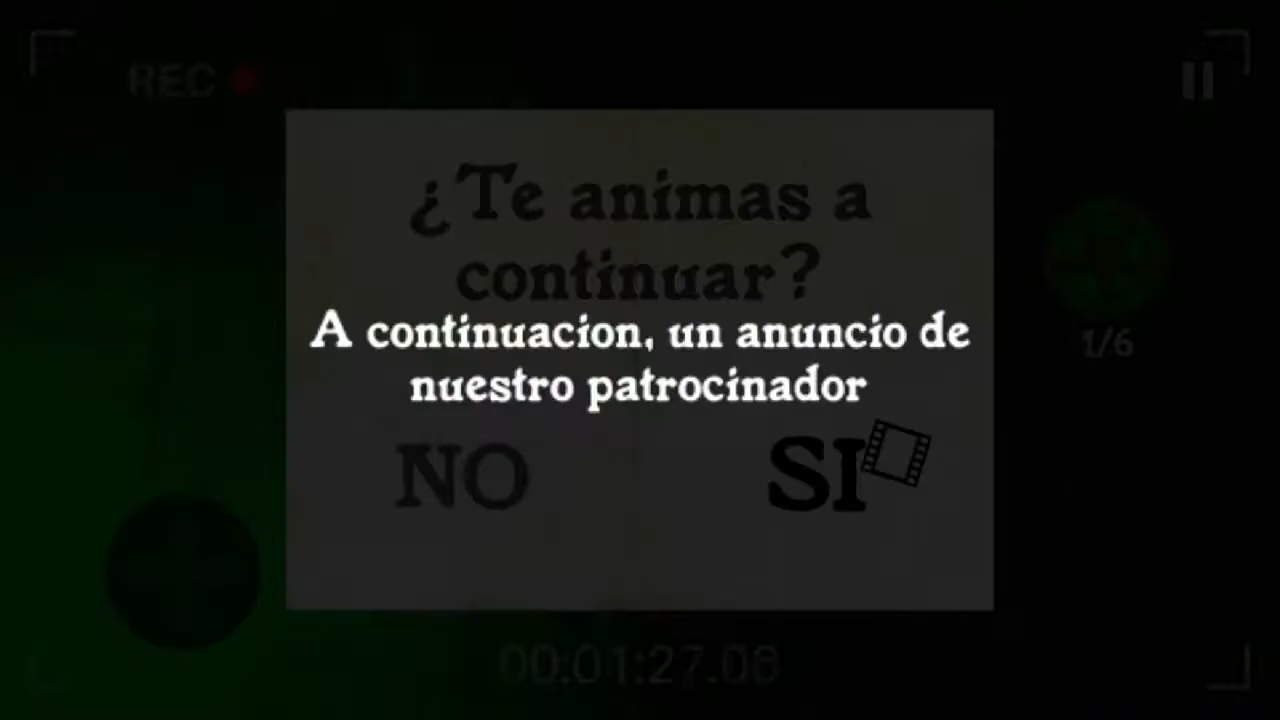 REC
¿Te animas a
continuar?
A continuacion, un anuncio de
nuestro patrocinador
1/6
NO
SI
00:01:27.08